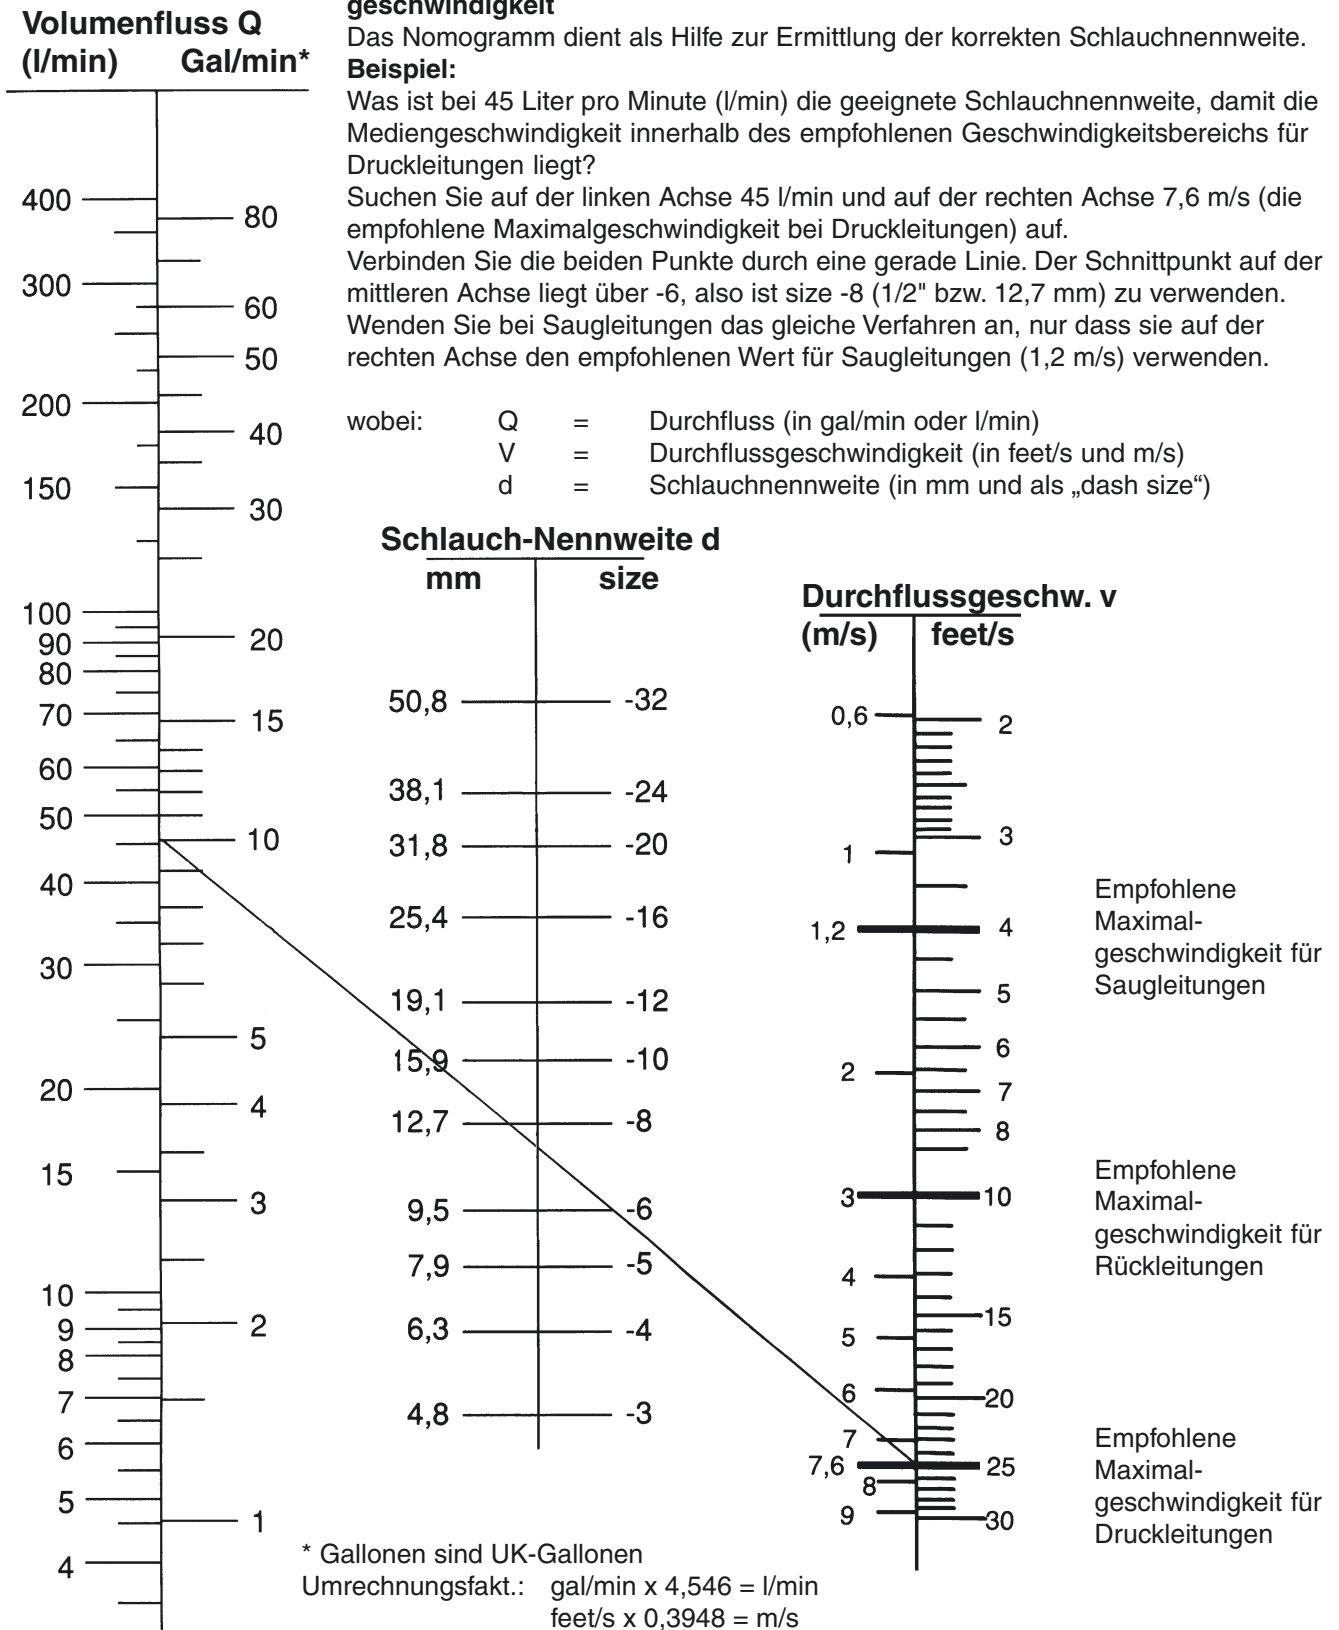 geschwindigkeit
Volumenfluss Q
(l/min) Gal/min*
Das Nomogramm dient als Hilfe zur Ermittlung der korrekten Schlauchnennweite.
Beispiel:
Was ist bei 45 Liter pro Minute (l/min) die geeignete Schlauchnennweite, damit die
Mediengeschwindigkeit innerhalb des empfohlenen Geschwindigkeitsbereichs für
Druckleitungen liegt?
Suchen Sie auf der linken Achse 45 l/min und auf der rechten Achse 7,6 m/s (die
empfohlene Maximalgeschwindigkeit bei Druckleitungen) auf.
Verbinden Sie die beiden Punkte durch eine gerade Linie. Der Schnittpunkt auf der
mittleren Achse liegt über -6, also ist size -8 (1/2" bzw. 12,7 mm) zu verwenden.
Wenden Sie bei Saugleitungen das gleiche Verfahren an, nur dass sie auf der
rechten Achse den empfohlenen Wert für Saugleitungen (1,2 m/s) verwenden.
wobei: Q = Durchfluss (in gal/min oder l/min)
V = Durchflussgeschwindigkeit (in feet/s und m/s)
d = Schlauchnennweite (in mm und als „dash size“)
400
80
300
60
50
200
40
150
30
100
20
90
80
70
15
60
50
10
40
30
5
20
4
15
3
10
2
9
8
7
6
5
1
4
Schlauch-Nennweite d
mm size
50,8 -32
38,1 -24
31,8 -20
25,4 -16
19,1 -12
15,9 -10
12,7 -8
9,5 -6
7,9 -5
6,3 -4
4,8 -3
Durchflussgeschw. v
(m/s) feet/s
0,6 2
3
1
1,2 4
5
6
2
7
8
3 10
4
15
5
6
20
7
7,6 25
8
9
30
Empfohlene
Maximal-
geschwindigkeit für
Saugleitungen
Empfohlene
Maximal-
geschwindigkeit für
Rückleitungen
Empfohlene
Maximal-
geschwindigkeit für
Druckleitungen
* Gallonen sind UK-Gallonen
Umrechnungsfakt.: gal/min x 4,546 = l/min
feet/s x 0,3948 = m/s